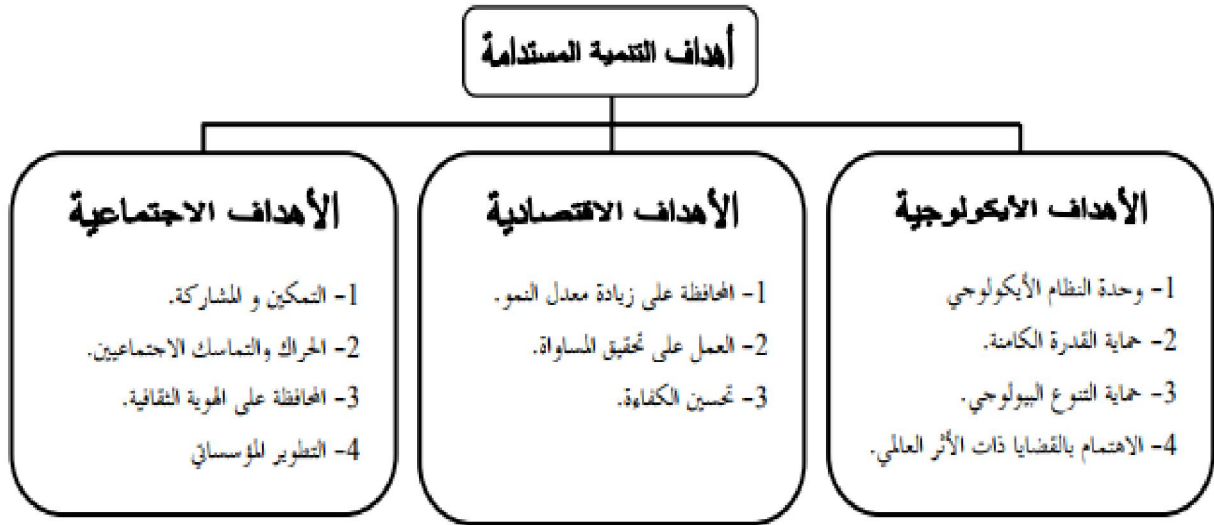 أهداف التنمية المستدامة
الأهداف الايكولوجية
1- وحدة النظام الأيكولوجي
2- حماية القدرة الكامنة.
3- حماية التنوع البيولوجي.
4- الاهتمام بالقضايا ذات الأثر العالمي.
الأهداف الاقتصادية
1- المحافظة على زيادة معدل النمو.
2- العمل على تحقيق المساواة.
3- تحسين الكفاءة.
الأهداف الاجتماعية
1- التمكين و المشاركة.
2- الحراك والتماسك الاجتماعيين.
3- المحافظة على الهوية الثقافية.
4- التطوير المؤسساتي